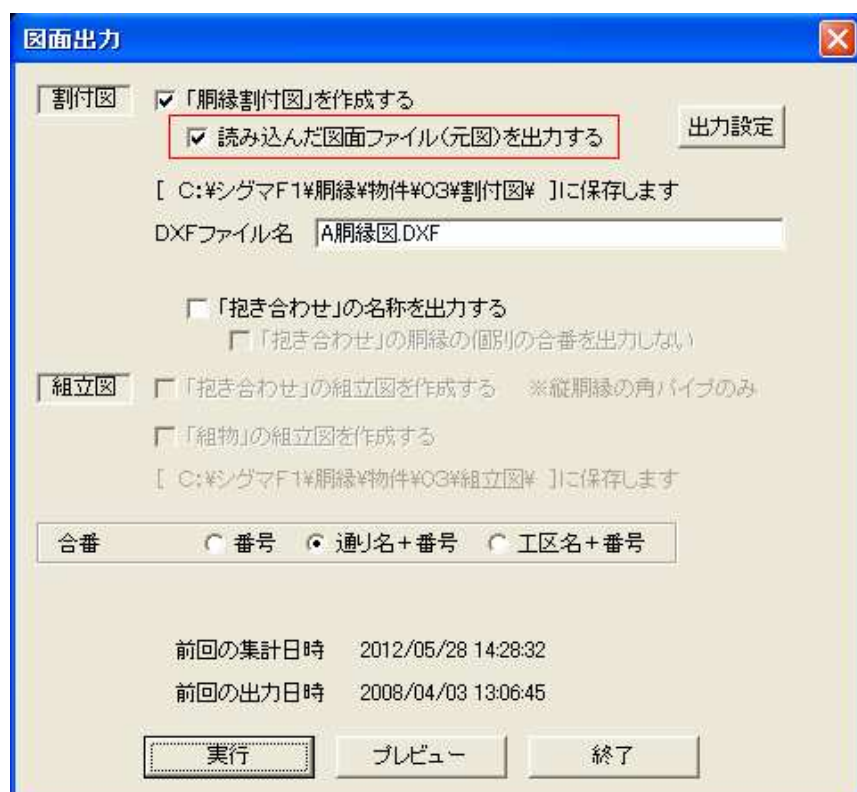 図面出力
割付図 「胴縁割付図」を作成する
読み込んだ図面ファイル(元図)を出力する 出力設定
[ C:¥シグマF1¥胴縁¥物件¥03¥割付図¥ ]に保存します
DXFファイル名 A胴縁図.DXF
「抱き合わせ」の名称を出力する
「抱き合わせ」の胴縁の個別の合番を出力しない
組立図 「抱き合わせ」の組立図を作成する ※縦胴縁の角パイプのみ
「組物」の組立図を作成する
[ C:¥シグマF1¥胴縁¥物件¥03¥組立図¥ ]に保存します
合番 番号 通り名+番号 工区名+番号
前回の集計日時 2012/05/28 14:28:32
前回の出力日時 2008/04/03 13:06:45
実行 プレビュー 終了